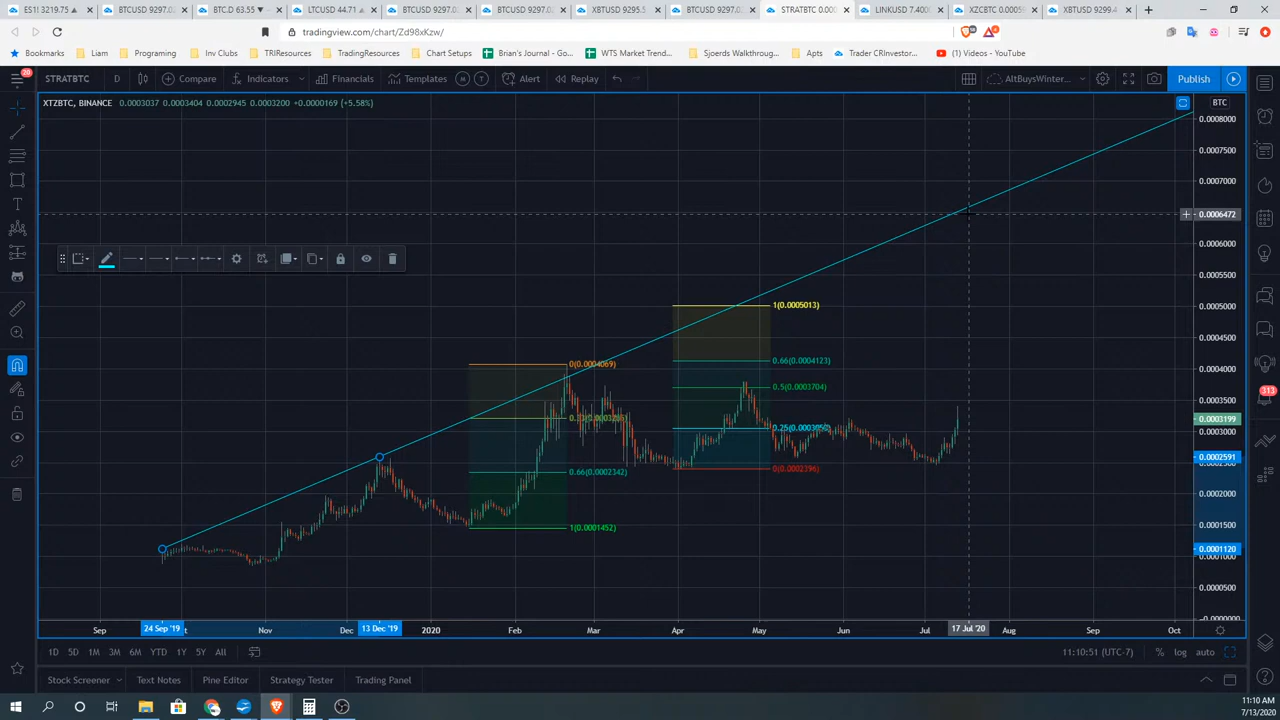 ES1! 3219.75
BTCUSD 9297.0
BTC.D 63.55
LTCUSD 44.71
BTCUSD 9297.0
BTCUSD 9297.0
XBTUSD 9295.5
BTCUSD 9297.0
STRATBTC 0.000
LINKUSD 7.400
XZCBTC 0.0005
XBTUSD 9299.4
tradingview.com/chart/Zd98xKzw/
Bookmarks Liam Programing Inv Clubs TRIResources TradingResources Chart Setups Brian's Journal - Go... WTS Market Trend... Sjoerds Walkthroug... Apts Trader CRInvestor... (1) Videos - YouTube
20
STRATBTC D Compare Indicators Financials Templates M T Alert Replay AltBuysWinter... Publish
XTZBTC, BINANCE 0.0003037 0.0003404 0.0002945 0.0003200 +0.0000169 (+5.58%)
BTC
0.0008000
0.0007500
0.0007000
0.0006472
0.0006000
0.0005500
0.0005000
0.0004500
0.0004000
0.0003500
0.0003199
0.0003000
0.0002591
0.0002000
0.0001500
0.0001120
0.0001000
0.0000500
1(0.0005013)
0.66(0.0004123)
0.5(0.0003704)
0(0.0002396)
0(0.0004069)
0.66(0.0002342)
1(0.0001452)
313
Sep 24 Sep '19 Nov Dec 13 Dec '19 2020 Feb Mar Apr May Jun Jul 17 Jul '20 Aug Sep Oct
1D 5D 1M 3M 6M YTD 1Y 5Y All 11:10:51 (UTC-7) % log auto
Stock Screener Text Notes Pine Editor Strategy Tester Trading Panel
11:10 AM
7/13/2020